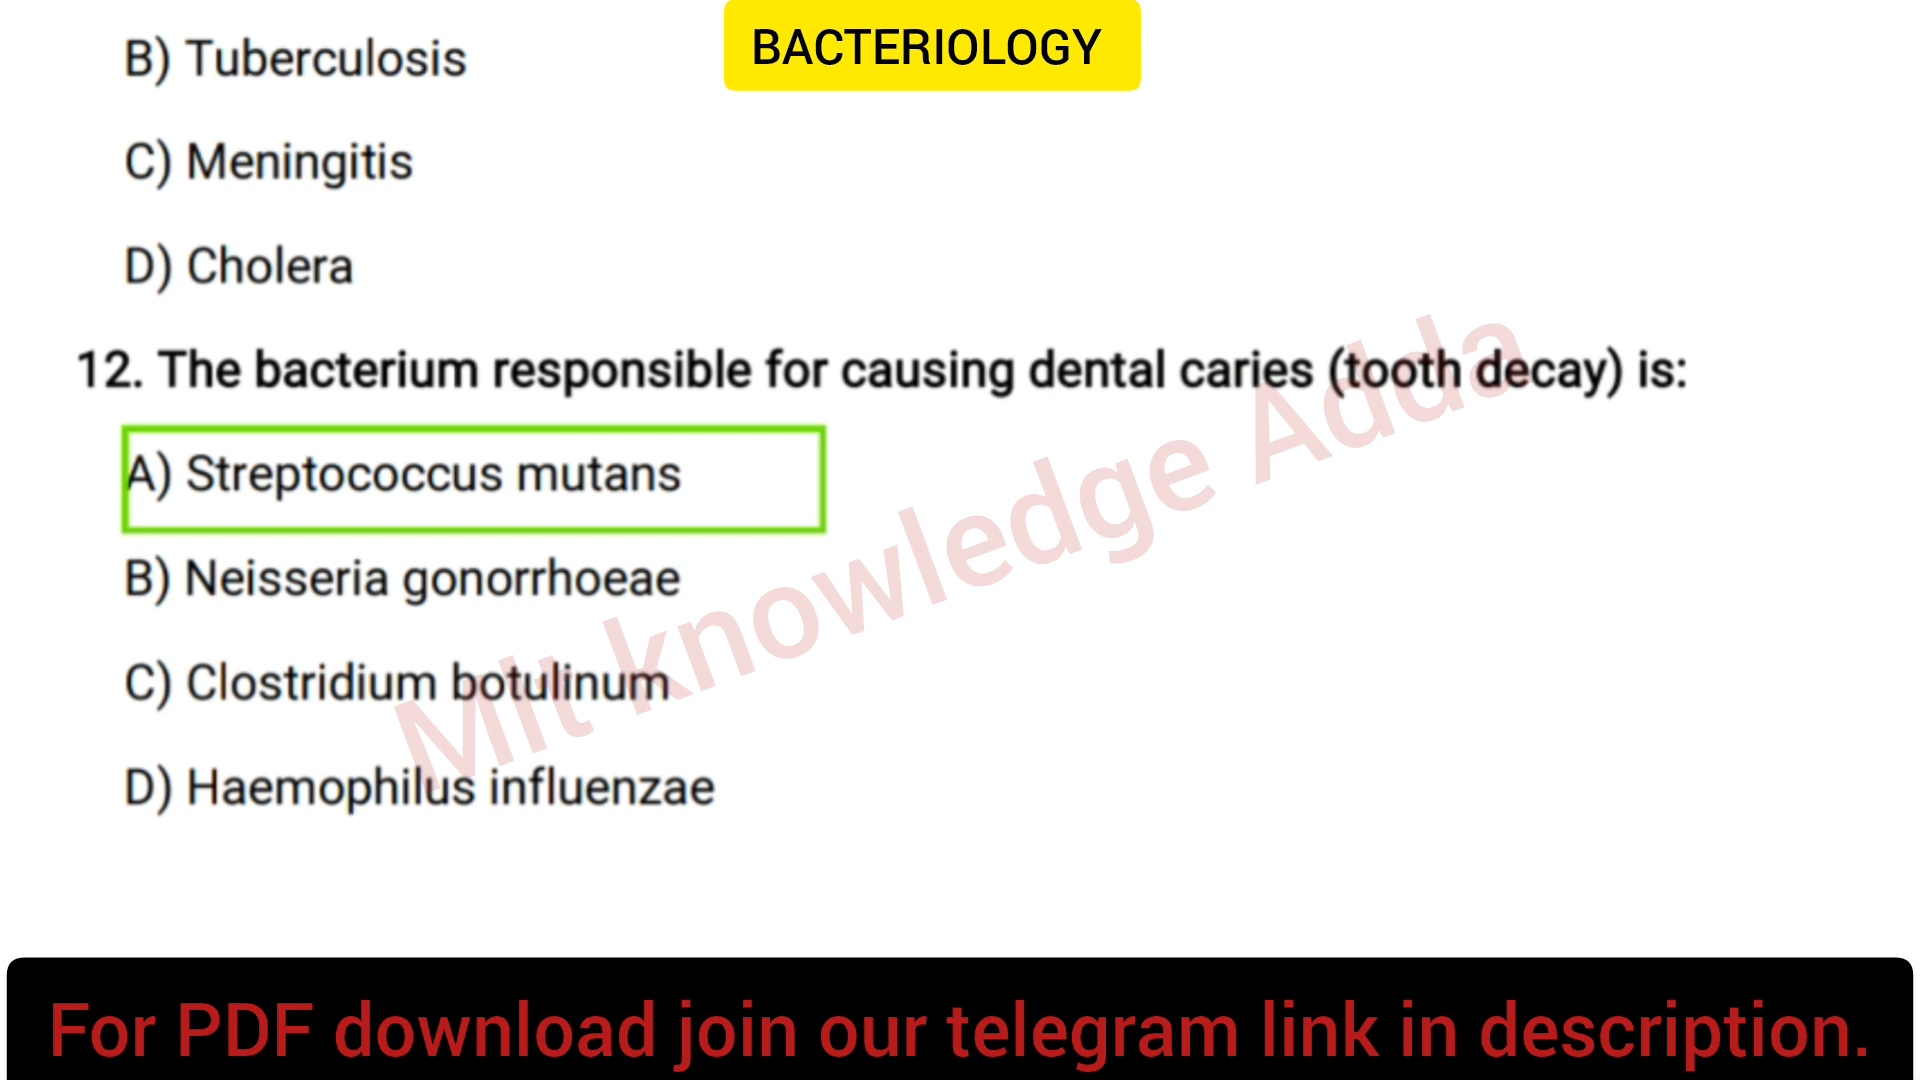 BACTERIOLOGY
B) Tuberculosis
C) Meningitis
D) Cholera
12. The bacterium responsible for causing dental caries (tooth decay) is:
A) Streptococcus mutans
B) Neisseria gonorrhoeae
C) Clostridium botulinum
D) Haemophilus influenzae
Mlt knowledge Adda
For PDF download join our telegram link in description.